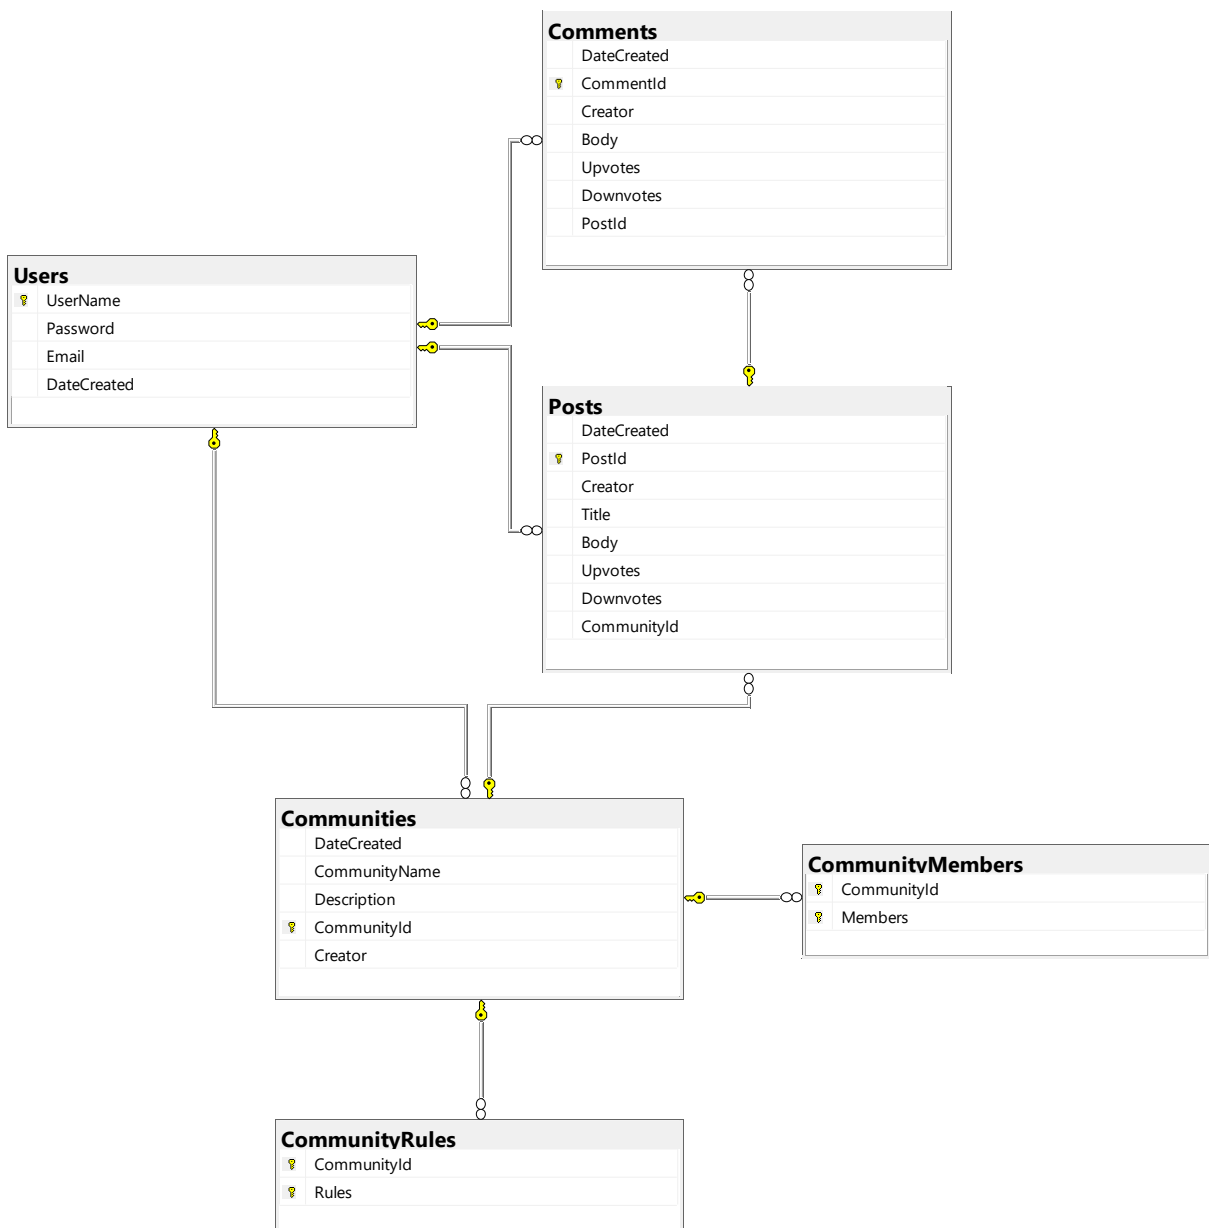 Comments
DateCreated
CommentId
Creator
Body
Upvotes
Downvotes
PostId
Users
UserName
Password
Email
DateCreated
Posts
DateCreated
PostId
Creator
Title
Body
Upvotes
Downvotes
CommunityId
Communities
DateCreated
CommunityName
Description
CommunityId
Creator
CommunityMembers
CommunityId
Members
CommunityRules
CommunityId
Rules